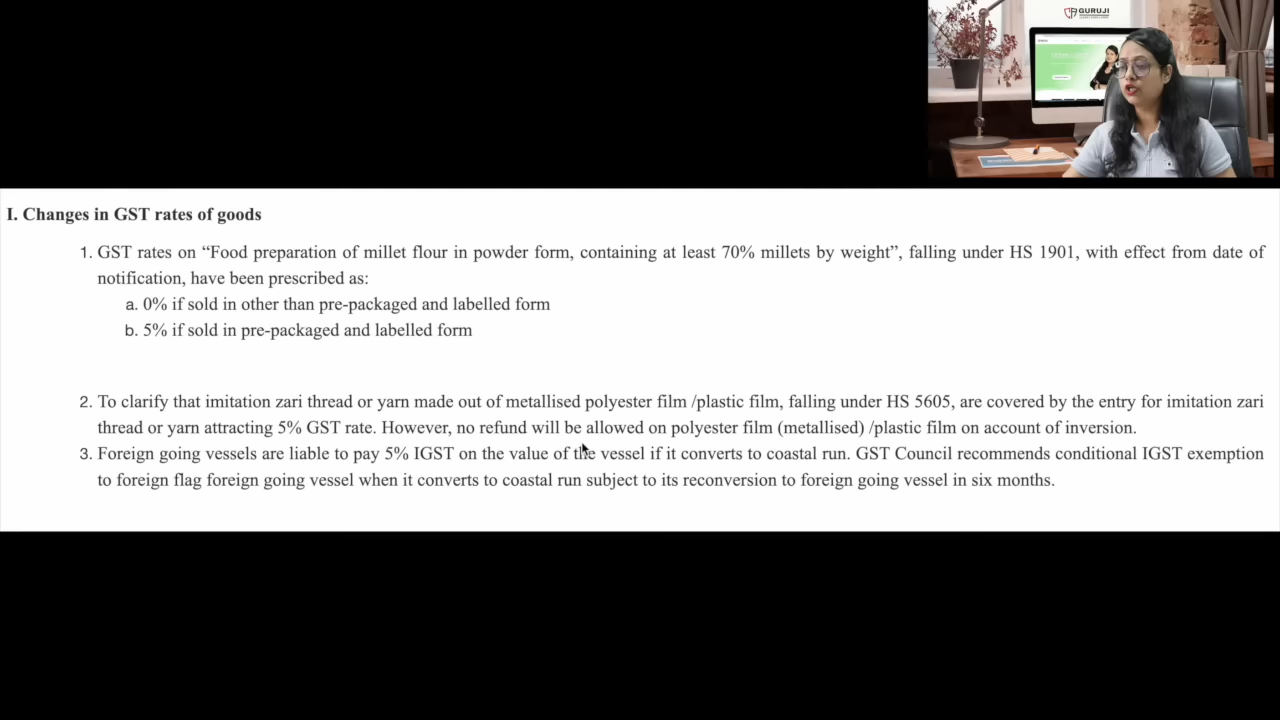 GURUJI
I. Changes in GST rates of goods
1. GST rates on “Food preparation of millet flour in powder form, containing at least 70% millets by weight”, falling under HS 1901, with effect from date of
notification, have been prescribed as:
a. 0% if sold in other than pre-packaged and labelled form
b. 5% if sold in pre-packaged and labelled form
2. To clarify that imitation zari thread or yarn made out of metallised polyester film /plastic film, falling under HS 5605, are covered by the entry for imitation zari
thread or yarn attracting 5% GST rate. However, no refund will be allowed on polyester film (metallised) /plastic film on account of inversion.
3. Foreign going vessels are liable to pay 5% IGST on the value of the vessel if it converts to coastal run. GST Council recommends conditional IGST exemption
to foreign flag foreign going vessel when it converts to coastal run subject to its reconversion to foreign going vessel in six months.